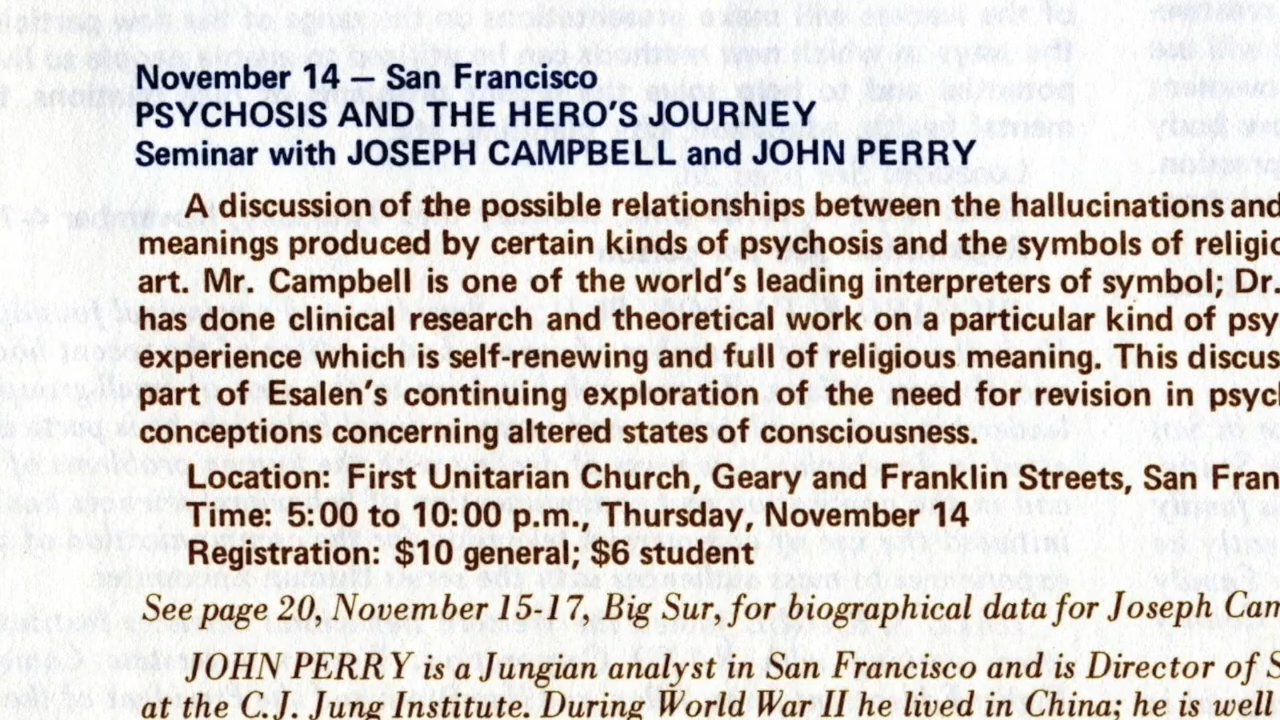 November 14 – San Francisco
PSYCHOSIS AND THE HERO'S JOURNEY
Seminar with JOSEPH CAMPBELL and JOHN PERRY
A discussion of the possible relationships between the hallucinations and
meanings produced by certain kinds of psychosis and the symbols of religio
art. Mr. Campbell is one of the world's leading interpreters of symbol; Dr.
has done clinical research and theoretical work on a particular kind of psy
experience which is self-renewing and full of religious meaning. This discus
part of Esalen's continuing exploration of the need for revision in psych
conceptions concerning altered states of consciousness.
Location: First Unitarian Church, Geary and Franklin Streets, San Fran
Time: 5:00 to 10:00 p.m., Thursday, November 14
Registration: $10 general; $6 student
See page 20, November 15-17, Big Sur, for biographical data for Joseph Cam
JOHN PERRY is a Jungian analyst in San Francisco and is Director of S
at the C.J. Jung Institute. During World War II he lived in China; he is well